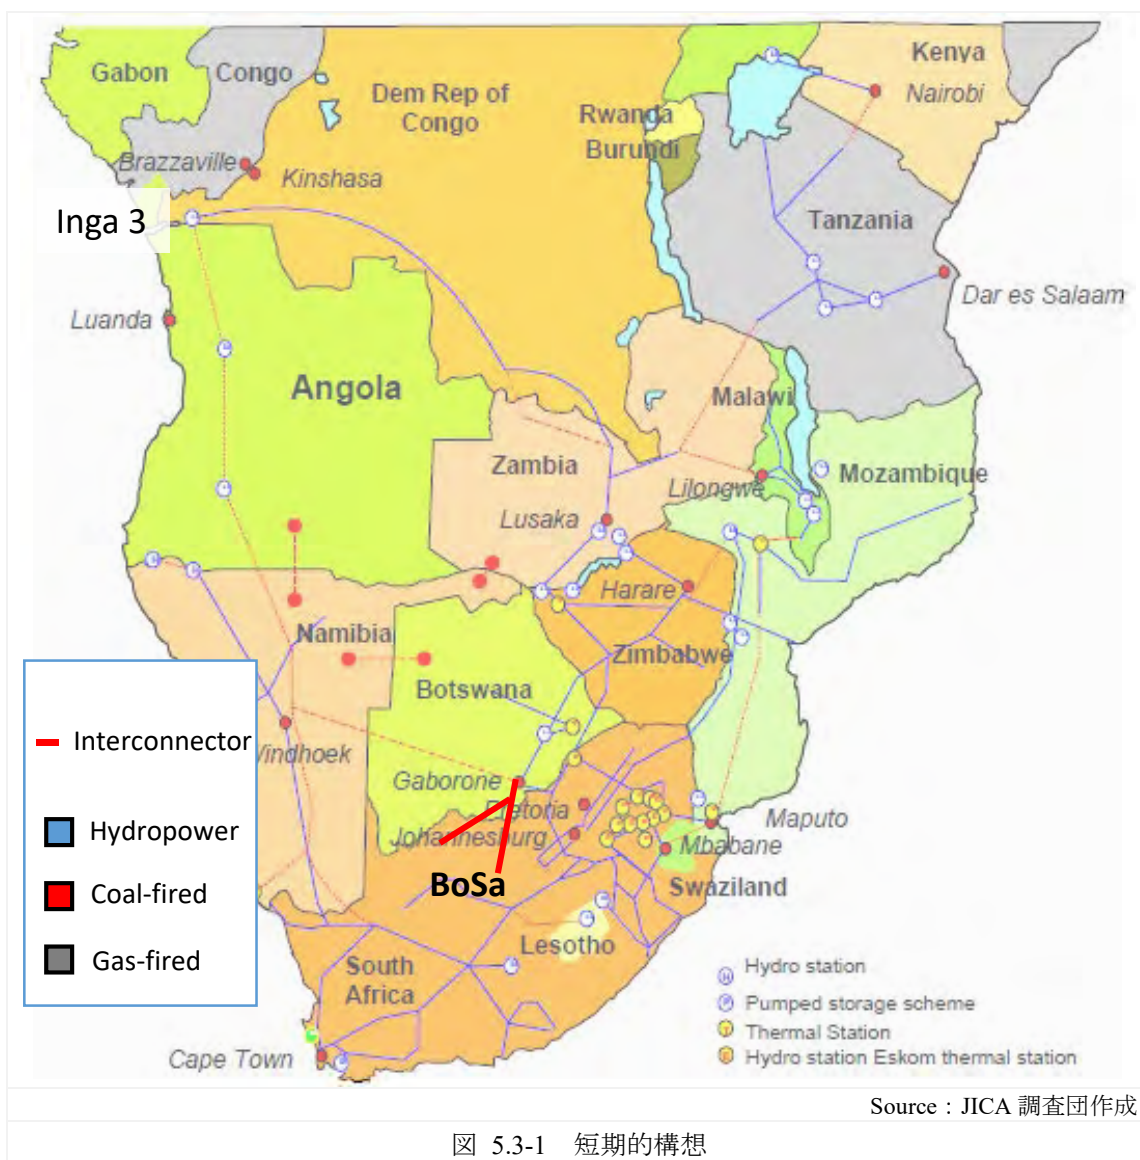 Gabon
Congo
Kenya
Nairobi
Dem Rep of
Congo
Rwanda
Burundi
Brazzaville
Kinshasa
Inga 3
Tanzania
Dar es Salaam
Luanda
Angola
Malawi
Zambia
Mozambique
Lilongwe
Lusaka
Harare
Namibia
Zimbabwe
Botswana
Interconnector
Windhoek
Gaborone
Pretoria
Johannesburg
Maputo
Hydropower
Mbabane
BoSa
Swaziland
Coal-fired
Lesotho
Gas-fired
South
Africa
Hydro station
Pumped storage scheme
Thermal Station
Hydro station Eskom thermal station
Cape Town
Source：JICA 調査団作成
図 5.3-1 短期的構想